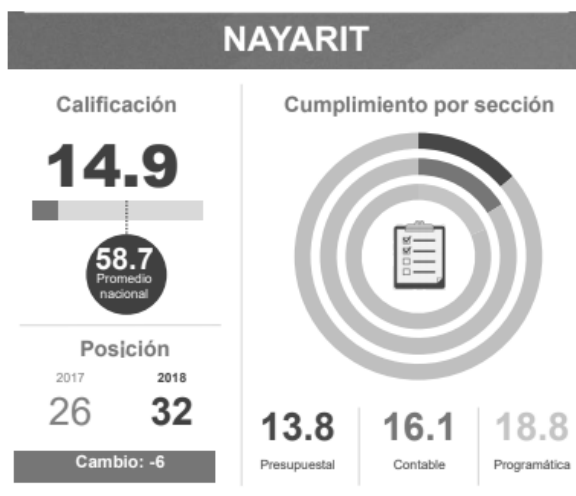 NAYARIT
Calificación
14.9
58.7
Promedio
nacional
Posición
2017 2018
26 32
Cambio: -6
Cumplimiento por sección
13.8 16.1 18.8
Presupuestal Contable Programática